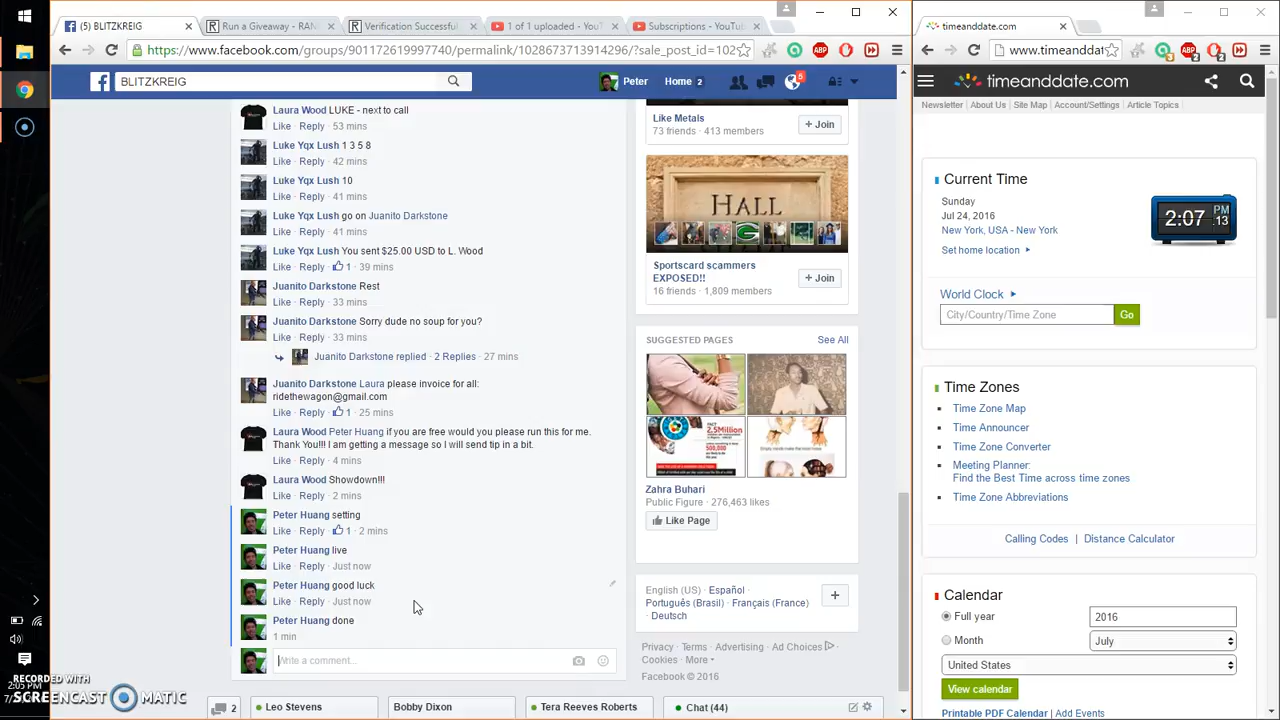 (5) BLITZKREIG
Run a Giveaway - RAN
Verification Successful
1 of 1 uploaded - YouT
Subscriptions - YouTub
timeanddate.com
https://www.facebook.com/groups/901172619997740/permalink/1028673713914296/?sale_post_id=102
www.timeanddat
BLITZKREIG
Peter
Home 2
5
timeanddate.com
Newsletter
About Us
Site Map
Account/Settings
Article Topics
Laura Wood LUKE - next to call
Like · Reply · 53 mins
Luke Yqx Lush 1 3 5 8
Like · Reply · 42 mins
Luke Yqx Lush 10
Like · Reply · 41 mins
Luke Yqx Lush go on Juanito Darkstone
Like · Reply · 41 mins
Luke Yqx Lush You sent $25.00 USD to L. Wood
Like · Reply · 1 · 39 mins
Juanito Darkstone Rest
Like · Reply · 33 mins
Juanito Darkstone Sorry dude no soup for you?
Like · Reply · 33 mins
Juanito Darkstone replied · 2 Replies · 27 mins
Juanito Darkstone Laura please invoice for all:
ridethewagon@gmail.com
Like · Reply · 1 · 25 mins
Laura Wood Peter Huang if you are free would you please run this for me.
Thank You!!! I am getting a message so I will send tip in a bit.
Like · Reply · 4 mins
Laura Wood Showdown!!!
Like · Reply · 2 mins
Peter Huang setting
Like · Reply · 1 · 2 mins
Peter Huang live
Like · Reply · Just now
Peter Huang good luck
Like · Reply · Just now
Peter Huang done
1 min
Write a comment...
Like Metals
73 friends · 413 members
+ Join
HALL
Sportscard scammers
EXPOSED!!
16 friends · 1,809 members
+ Join
SUGGESTED PAGES
See All
Zahra Buhari
Public Figure · 276,463 likes
Like Page
English (US) · Español ·
Português (Brasil) · Français (France) ·
Deutsch
Privacy · Terms · Advertising · Ad Choices
Cookies · More
Facebook © 2016
2
Leo Stevens
Bobby Dixon
Tera Reeves Roberts
Chat (44)
Current Time
Sunday
Jul 24, 2016
New York, USA - New York
Set home location
2:07 PM 13
World Clock
City/Country/Time Zone
Go
Time Zones
Time Zone Map
Time Announcer
Time Zone Converter
Meeting Planner:
Find the Best Time across time zones
Time Zone Abbreviations
Calling Codes | Distance Calculator
Calendar
Full year
2016
Month
July
United States
View calendar
Printable PDF Calendar | Add Events
2:05 PM
RECORDED WITH
SCREENCAST MATIC